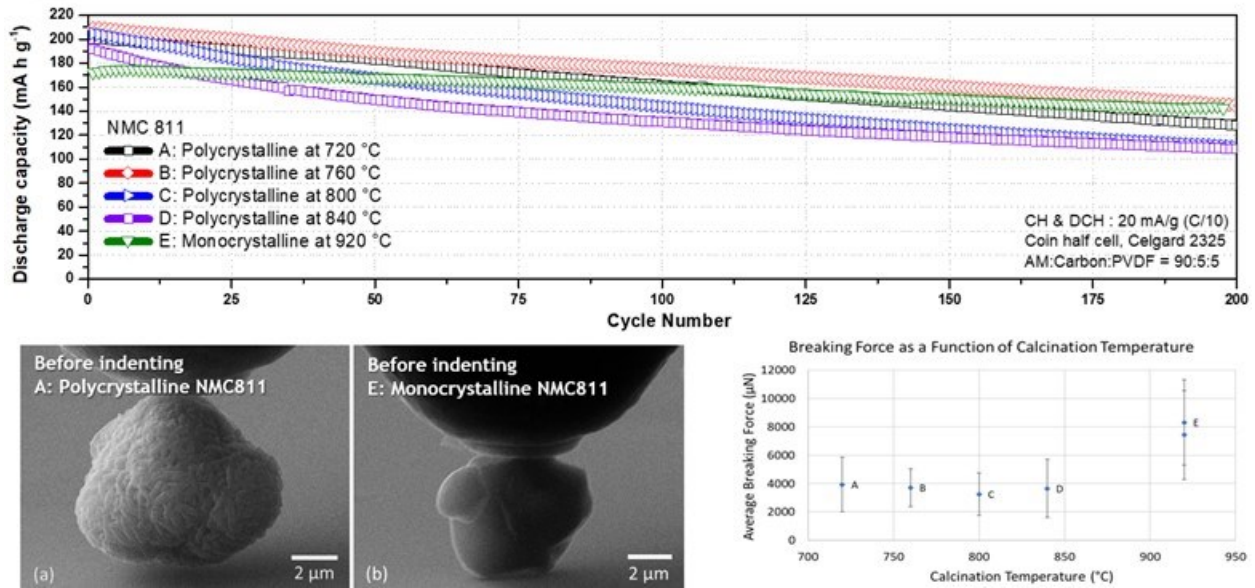 220
200
180
160
140
120
100
80
60
40
20
0
Discharge capacity (mA h g⁻¹)
NMC 811
A: Polycrystalline at 720 °C
B: Polycrystalline at 760 °C
C: Polycrystalline at 800 °C
D: Polycrystalline at 840 °C
E: Monocrystalline at 920 °C
CH & DCH : 20 mA/g (C/10)
Coin half cell, Celgard 2325
AM:Carbon:PVDF = 90:5:5
0 25 50 75 100 125 150 175 200
Cycle Number
Before indenting
A: Polycrystalline NMC811
(a)
2 µm
Before indenting
E: Monocrystalline NMC811
(b)
2 µm
Breaking Force as a Function of Calcination Temperature
12000
10000
8000
6000
4000
2000
0
Average Breaking Force (µN)
A
B
C
D
E
700 750 800 850 900 950
Calcination Temperature (°C)